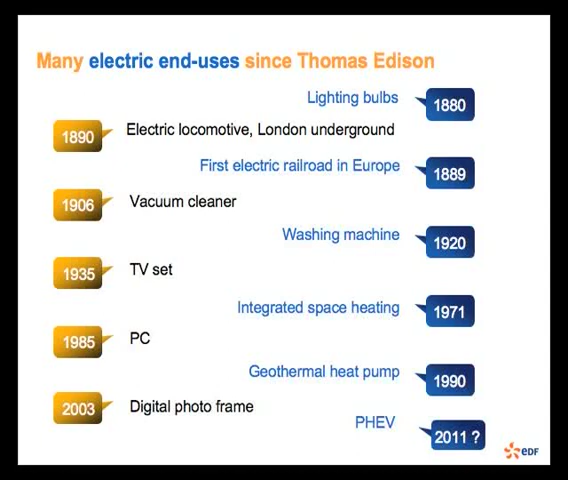 Many electric end-uses since Thomas Edison
Lighting bulbs 1880
1890 Electric locomotive, London underground
First electric railroad in Europe 1889
1906 Vacuum cleaner
Washing machine 1920
1935 TV set
Integrated space heating 1971
1985 PC
Geothermal heat pump 1990
2003 Digital photo frame
PHEV 2011 ?
eDF